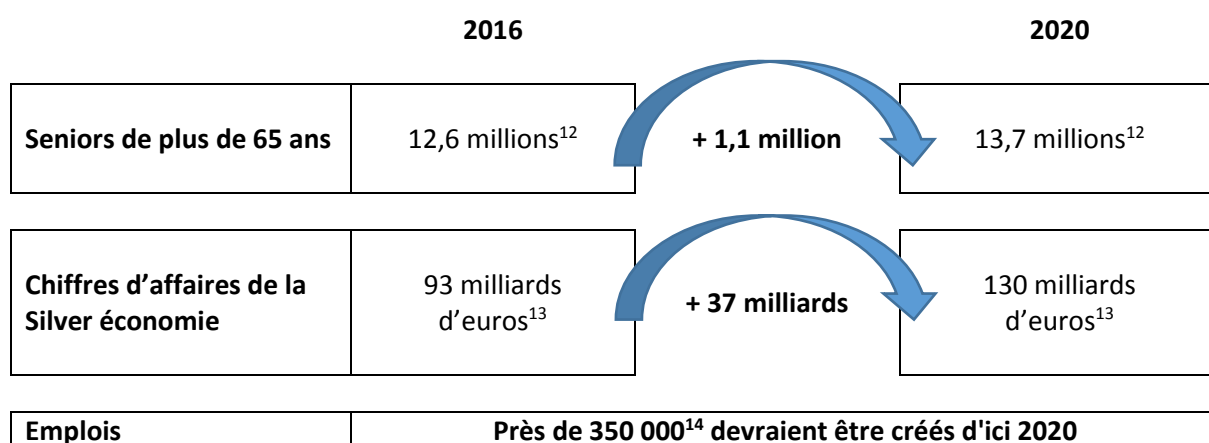 2016 2020
Seniors de plus de 65 ans 12,6 millions12 + 1,1 million 13,7 millions12
Chiffres d’affaires de la
Silver économie
93 milliards
d’euros13
+ 37 milliards
130 milliards
d’euros13
Emplois Près de 350 00014 devraient être créés d'ici 2020